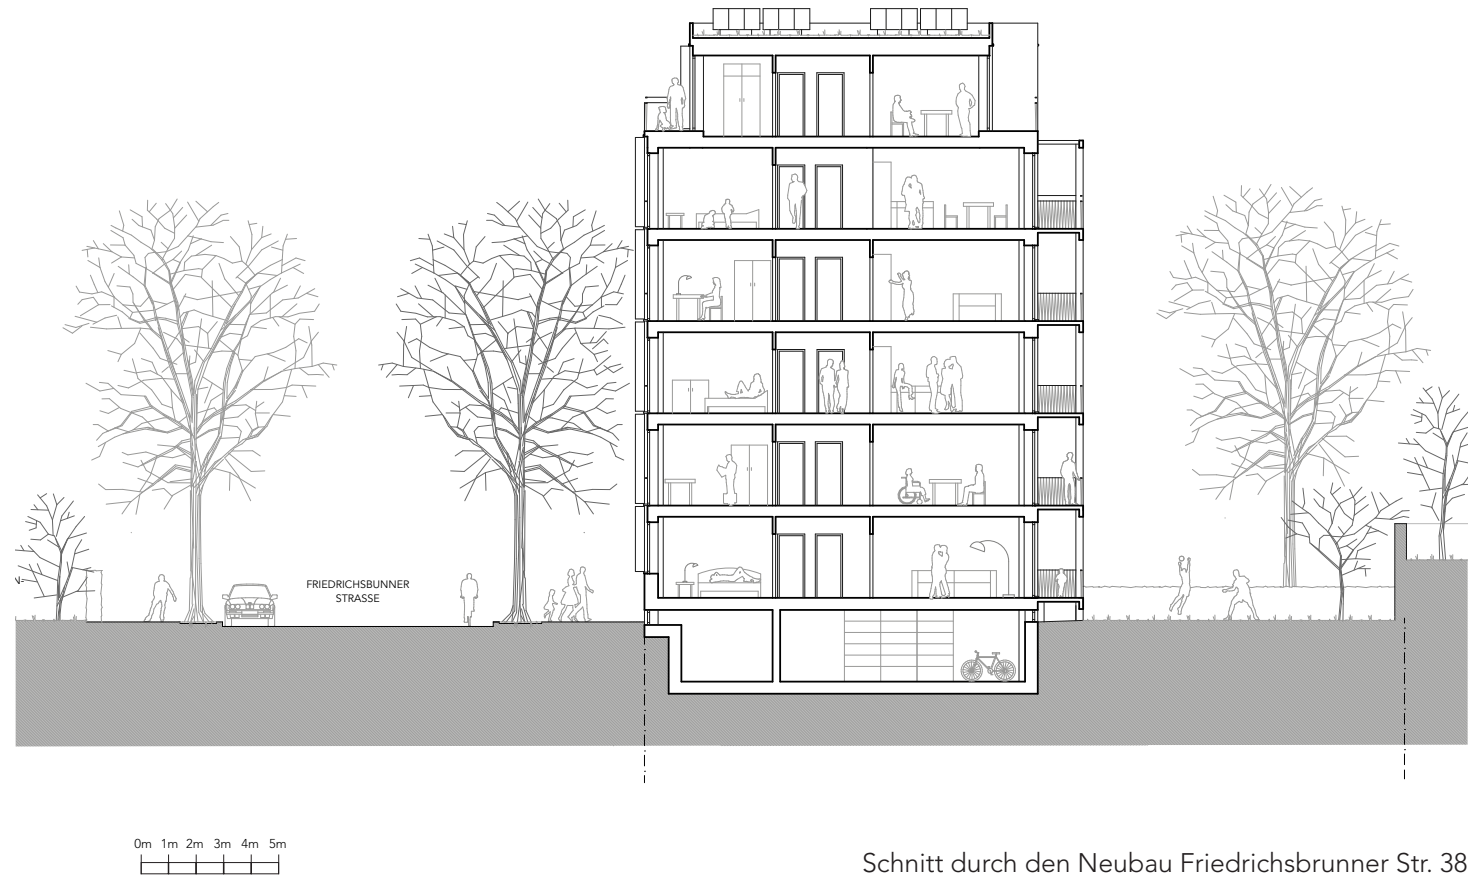 FRIEDRICHSBUNNER
STRASSE
0m 1m 2m 3m 4m 5m
Schnitt durch den Neubau Friedrichsbrunner Str. 38